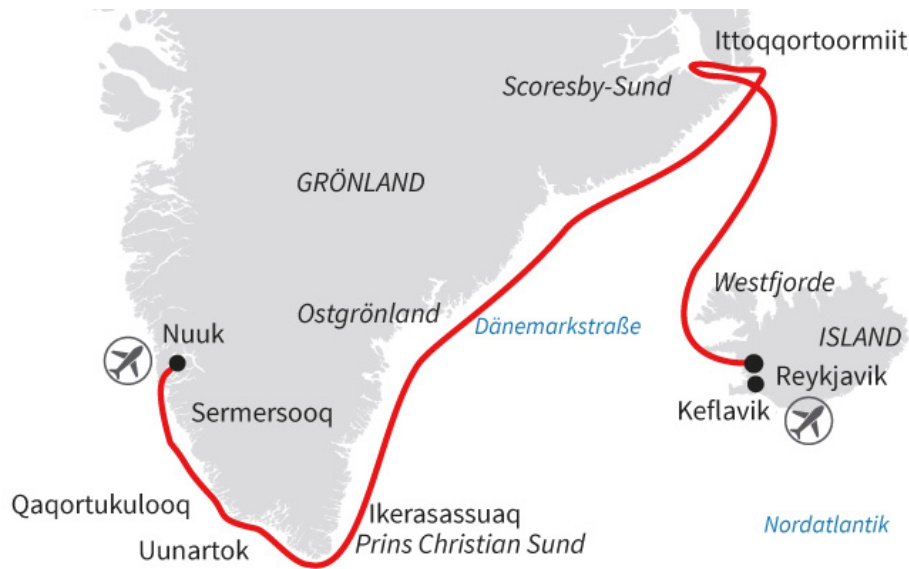 Ittoqqortoormiit
Scoresby-Sund
GRÖNLAND
Westfjorde
Ostgrönland
Dänemarkstraße
Nuuk
ISLAND
Reykjavik
Sermersooq
Keflavik
Qaqortukulooq
Ikerasassuaq
Prins Christian Sund
Nordatlantik
Uunartok